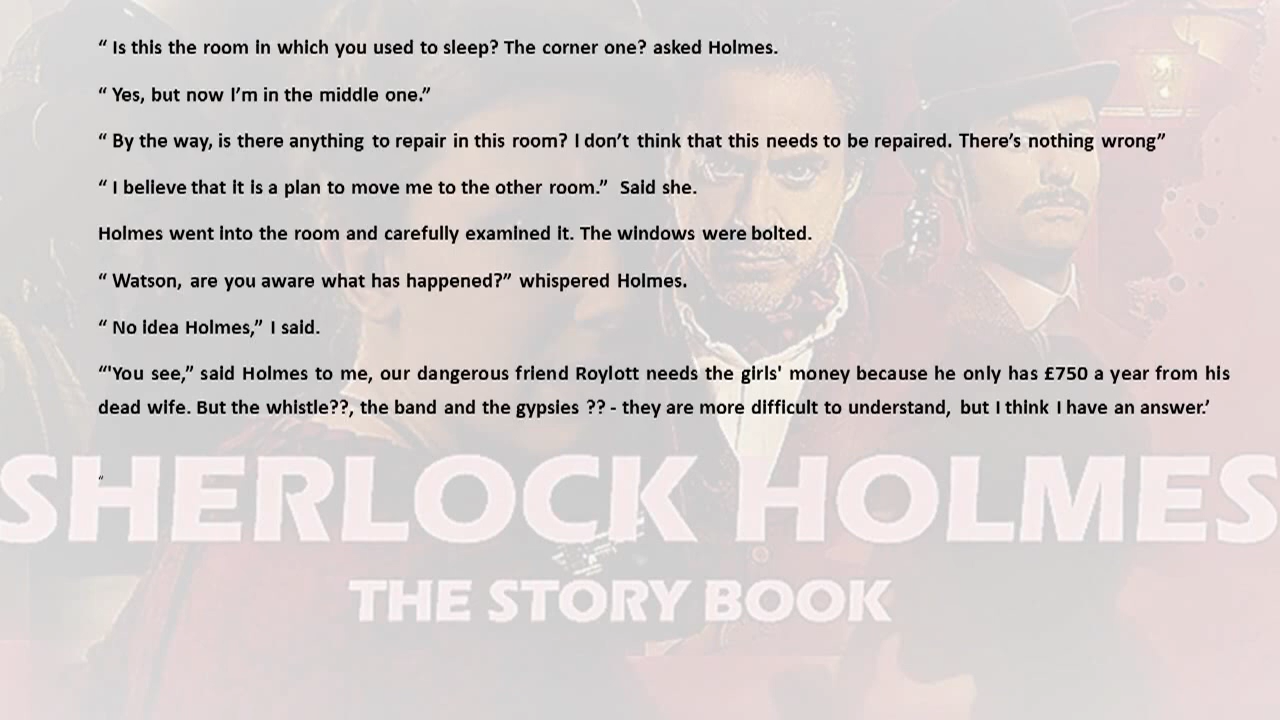 “ Is this the room in which you used to sleep? The corner one? asked Holmes.
“ Yes, but now I’m in the middle one.”
“ By the way, is there anything to repair in this room? I don’t think that this needs to be repaired. There’s nothing wrong”
“ I believe that it is a plan to move me to the other room.”  Said she.
Holmes went into the room and carefully examined it. The windows were bolted.
“ Watson, are you aware what has happened?” whispered Holmes.
“ No idea Holmes,” I said.
“'You see,” said Holmes to me, our dangerous friend Roylott needs the girls' money because he only has £750 a year from his
dead wife. But the whistle??, the band and the gypsies ?? - they are more difficult to understand, but I think I have an answer.’
“
SHERLOCK HOLMES
THE STORY BOOK